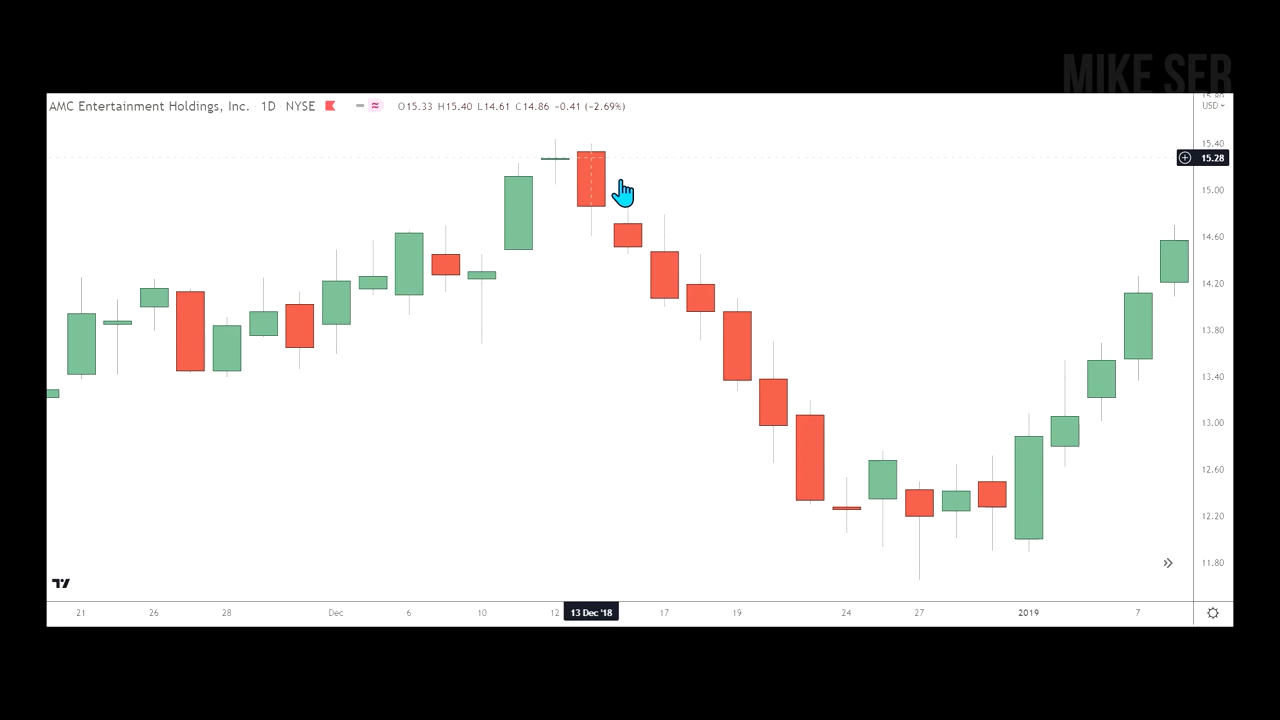 MIKE SER
AMC Entertainment Holdings, Inc. 1D NYSE O15.33 H15.40 L14.61 C14.86 −0.41 (−2.69%)
USD
15.40
15.28
15.00
14.60
14.20
13.80
13.40
13.00
12.60
12.20
11.80
21 26 28 Dec 6 10 12 13 Dec '18 17 19 24 27 2019 7